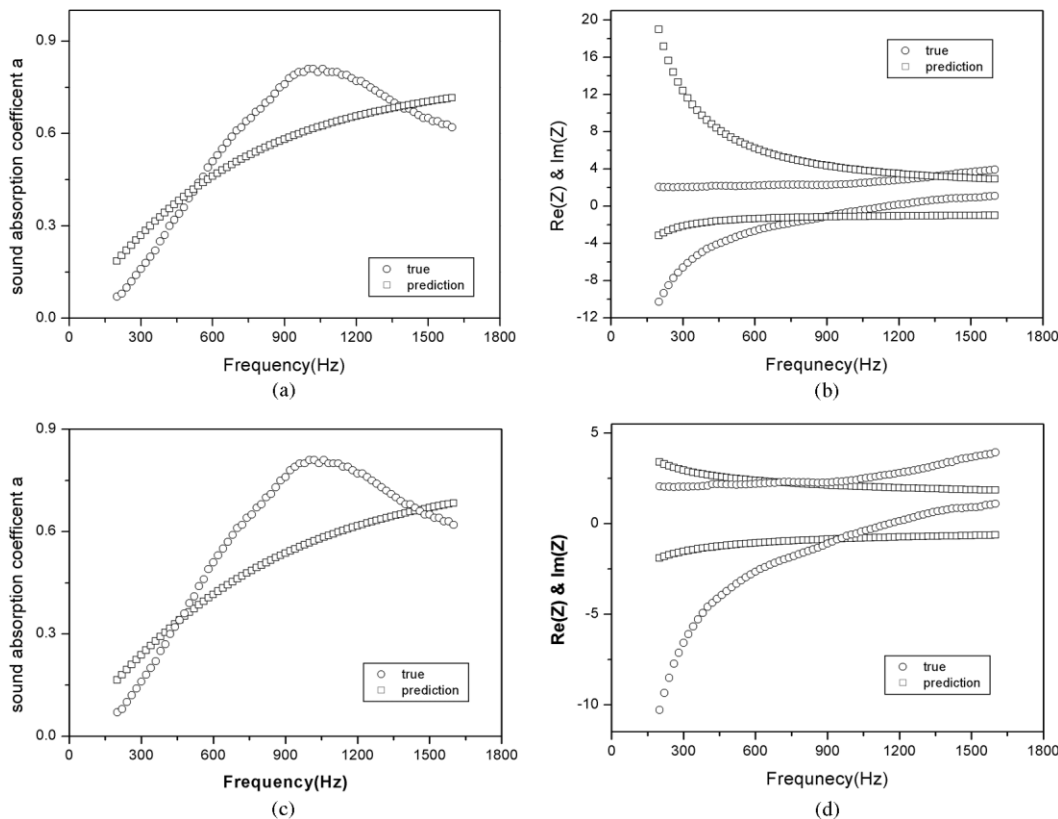 0.9
0.6
0.3
0.0
sound absorption coefficient a
true
prediction
0 300 600 900 1200 1500 1800
Frequency(Hz)
(a)
20
16
12
8
4
0
-4
-8
-12
Re(Z) & Im(Z)
true
prediction
0 300 600 900 1200 1500 1800
Frequnecy(Hz)
(b)
0.9
0.6
0.3
0.0
sound absorption coefficient a
true
prediction
0 300 600 900 1200 1500 1800
Frequency(Hz)
(c)
5
0
-5
-10
Re(Z) & Im(Z)
true
prediction
0 300 600 900 1200 1500 1800
Frequnecy(Hz)
(d)